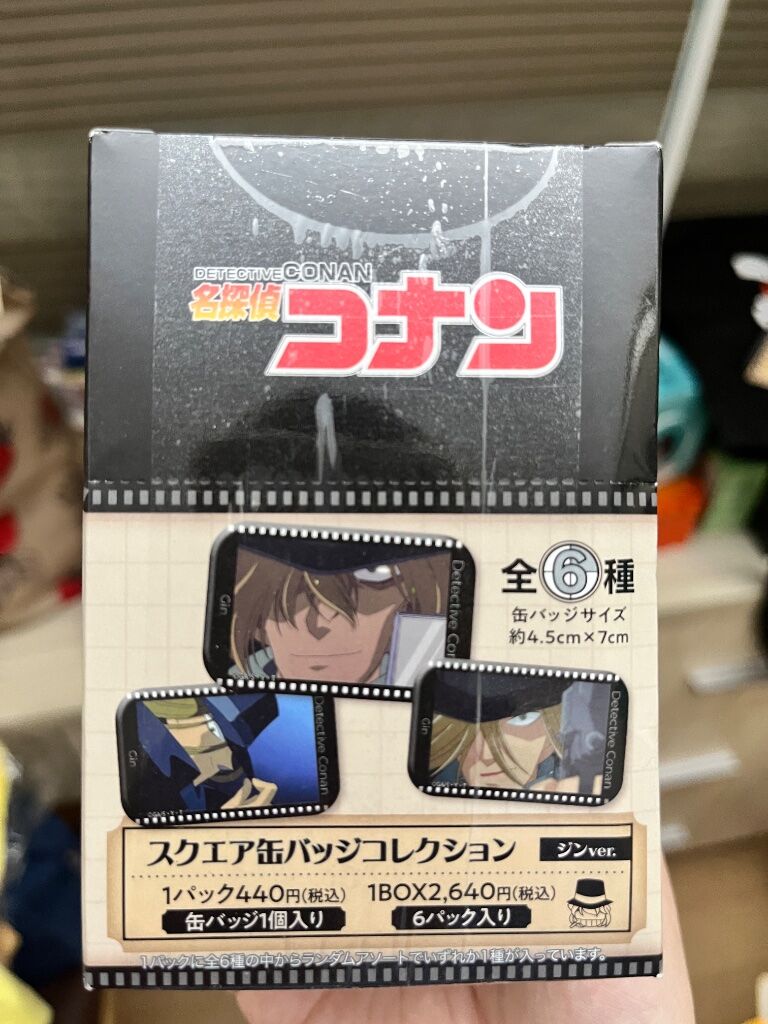 DETECTIVE CONAN
名探偵コナン
Gin
Detective Con
全6種
缶バッジサイズ
約4.5cm×7cm
Gin
Detective Conan
Gin
Detective Conan
スクエア缶バッジコレクション
ジンver.
1パック440円(税込)
缶バッジ1個入り
1BOX2,640円(税込)
6パック入り
1パックに全6種の中からランダムアソートでいずれか1種が入っています。